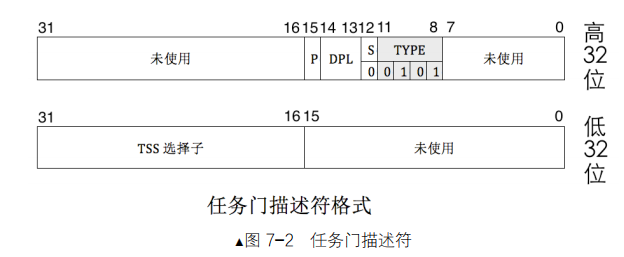 31 16 15 14 13 12 11 8 7 0
未使用 P DPL S TYPE 未使用
0 0 1 0 1
高32位
31 16 15 0
TSS 选择子 未使用
低32位
任务门描述符格式
▲图 7-2 任务门描述符